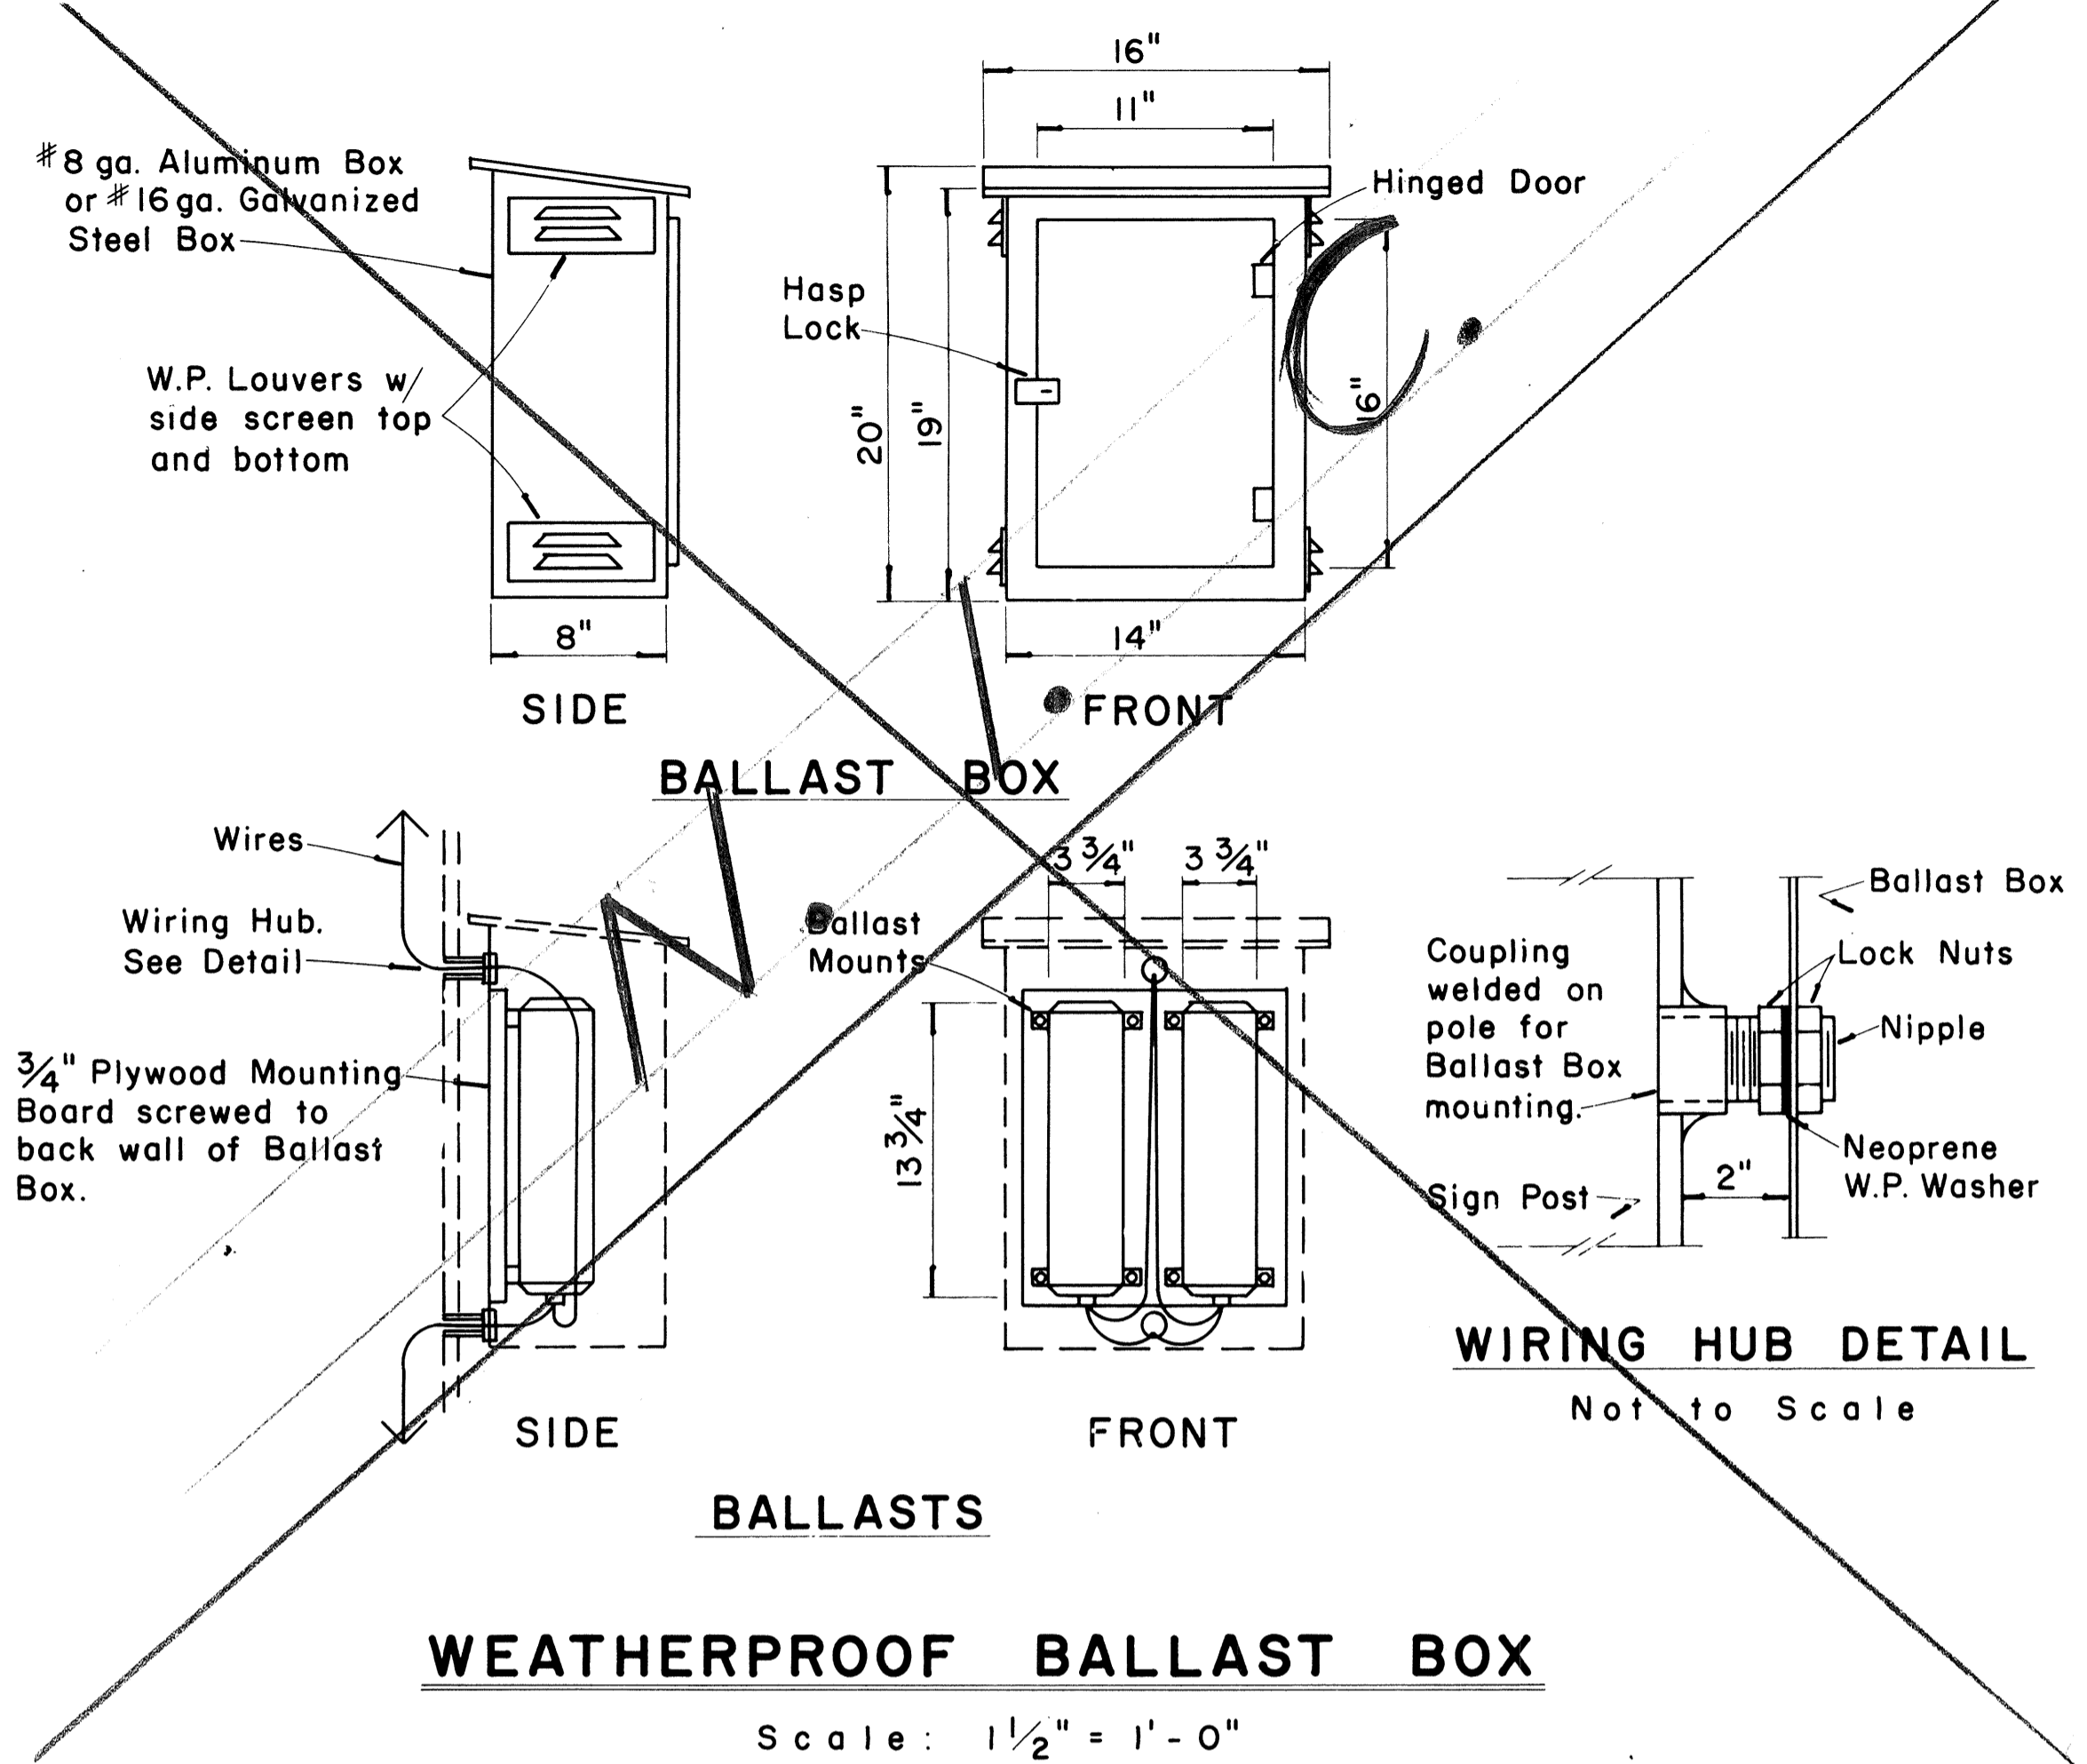 16"
11"
#8 ga. Aluminum Box
or #16 ga. Galvanized
Steel Box
Hinged Door
Hasp
Lock
W.P. Louvers w/
side screen top
and bottom
20"
19"
16"
8"
14"
SIDE
FRONT
BALLAST BOX
Wires
Wiring Hub.
See Detail
3/4" Plywood Mounting
Board screwed to
back wall of Ballast
Box.
3 3/4"
3 3/4"
Ballast
Mounts
13 3/4"
Ballast Box
Coupling
welded on
pole for
Ballast Box
mounting.
Lock Nuts
Nipple
Neoprene
W.P. Washer
2"
Sign Post
WIRING HUB DETAIL
Not to Scale
SIDE
FRONT
BALLASTS
WEATHERPROOF BALLAST BOX
Scale: 1 1/2" = 1'-0"
N.I.C.